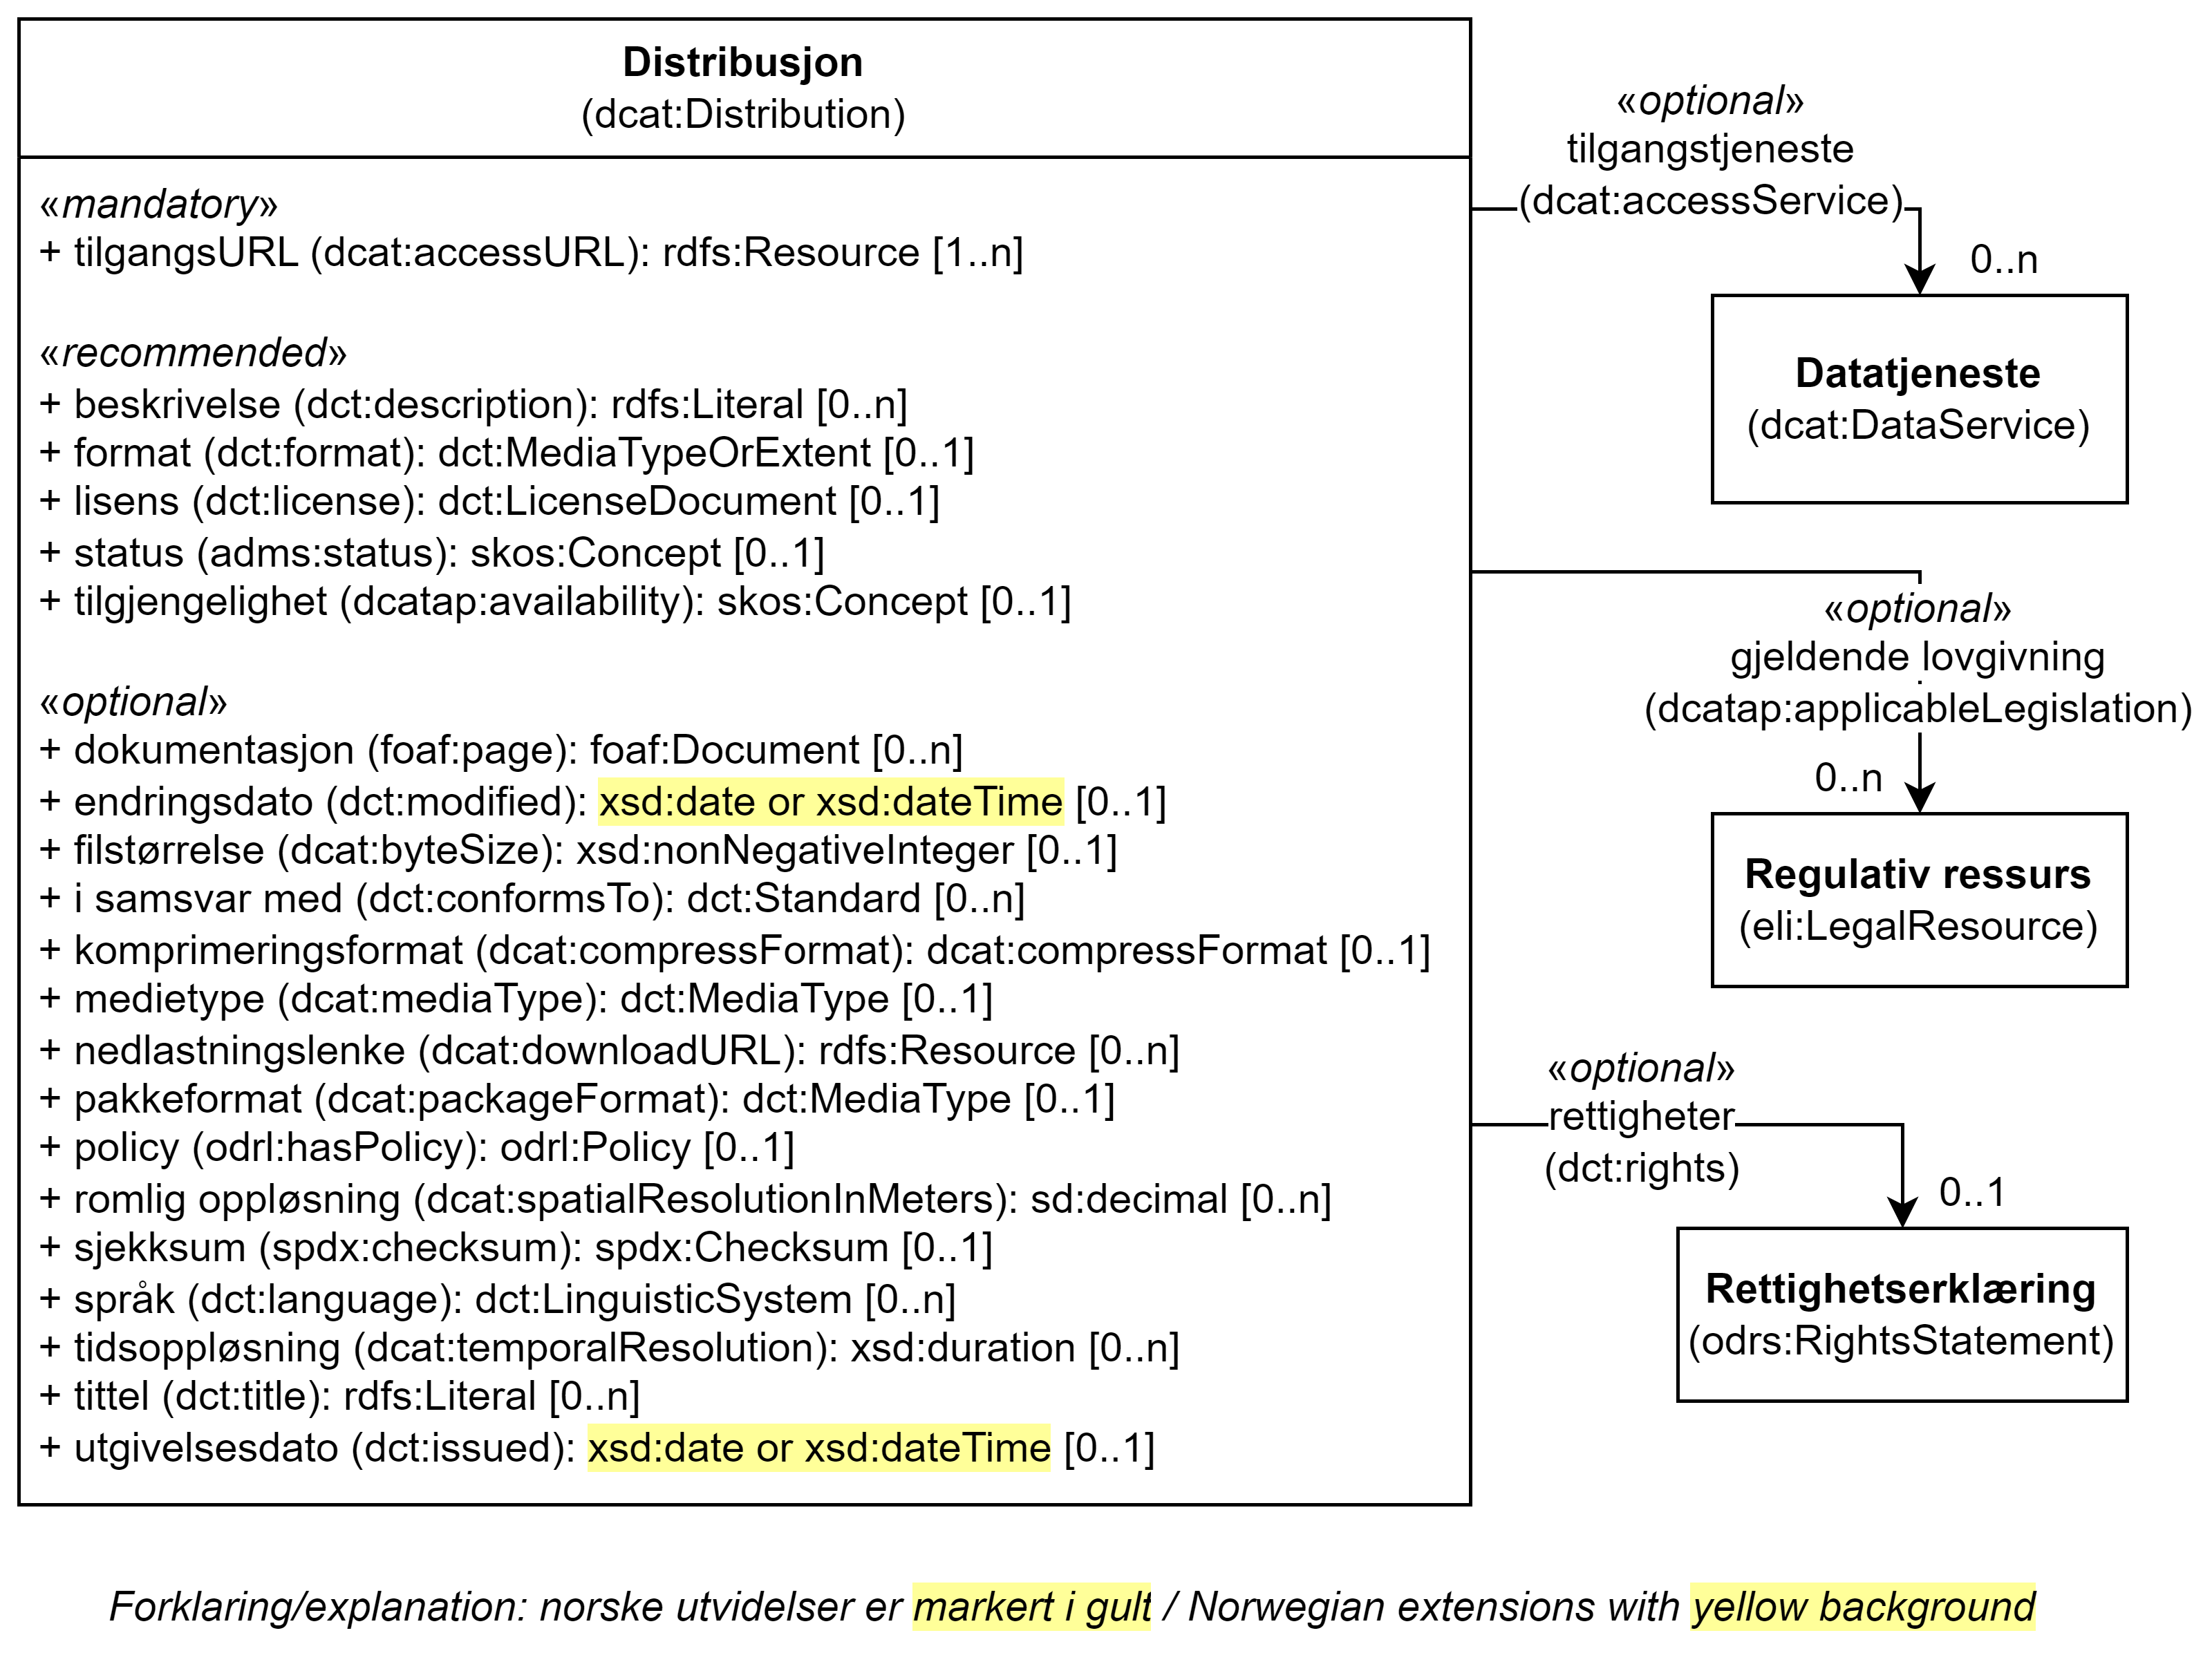 Distribusjon
(dcat:Distribution)
«mandatory»
+ tilgangsURL (dcat:accessURL): rdfs:Resource [1..n]
«recommended»
+ beskrivelse (dct:description): rdfs:Literal [0..n]
+ format (dct:format): dct:MediaTypeOrExtent [0..1]
+ lisens (dct:license): dct:LicenseDocument [0..1]
+ status (adms:status): skos:Concept [0..1]
+ tilgjengelighet (dcatap:availability): skos:Concept [0..1]
«optional»
+ dokumentasjon (foaf:page): foaf:Document [0..n]
+ endringsdato (dct:modified): xsd:date or xsd:dateTime [0..1]
+ filstørrelse (dcat:byteSize): xsd:nonNegativeInteger [0..1]
+ i samsvar med (dct:conformsTo): dct:Standard [0..n]
+ komprimeringsformat (dcat:compressFormat): dcat:compressFormat [0..1]
+ medietype (dcat:mediaType): dct:MediaType [0..1]
+ nedlastningslenke (dcat:downloadURL): rdfs:Resource [0..n]
+ pakkeformat (dcat:packageFormat): dct:MediaType [0..1]
+ policy (odrl:hasPolicy): odrl:Policy [0..1]
+ romlig oppløsning (dcat:spatialResolutionInMeters): sd:decimal [0..n]
+ sjekksum (spdx:checksum): spdx:Checksum [0..1]
+ språk (dct:language): dct:LinguisticSystem [0..n]
+ tidsoppløsning (dcat:temporalResolution): xsd:duration [0..n]
+ tittel (dct:title): rdfs:Literal [0..n]
+ utgivelsesdato (dct:issued): xsd:date or xsd:dateTime [0..1]
«optional»
tilgangstjeneste
(dcat:accessService)
0..n
Datatjeneste
(dcat:DataService)
«optional»
gjeldende lovgivning
(dcatap:applicableLegislation)
0..n
Regulativ ressurs
(eli:LegalResource)
«optional»
rettigheter
(dct:rights)
0..1
Rettighetserklæring
(odrs:RightsStatement)
Forklaring/explanation: norske utvidelser er markert i gult / Norwegian extensions with yellow background